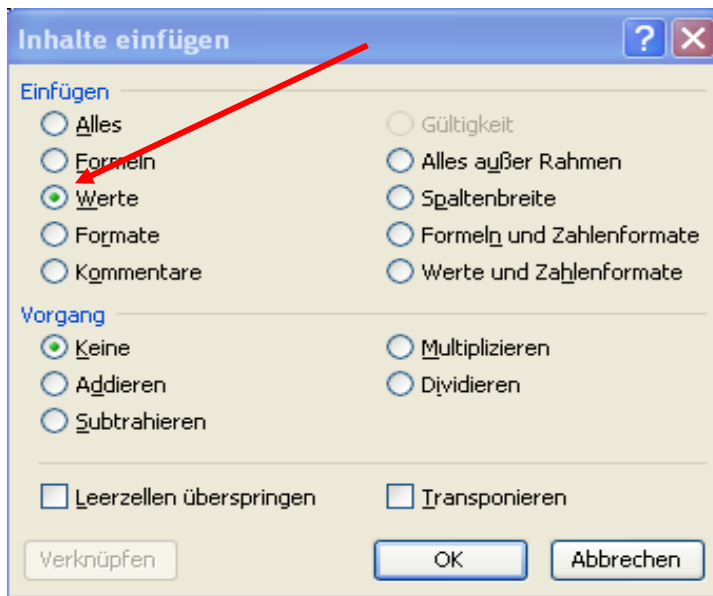 Inhalte einfügen
?
Einfügen
Alles
Gültigkeit
Formeln
Alles außer Rahmen
Werte
Spaltenbreite
Formate
Formeln und Zahlenformate
Kommentare
Werte und Zahlenformate
Vorgang
Keine
Multiplizieren
Addieren
Dividieren
Subtrahieren
Leerzellen überspringen
Transponieren
Verknüpfen
OK
Abbrechen